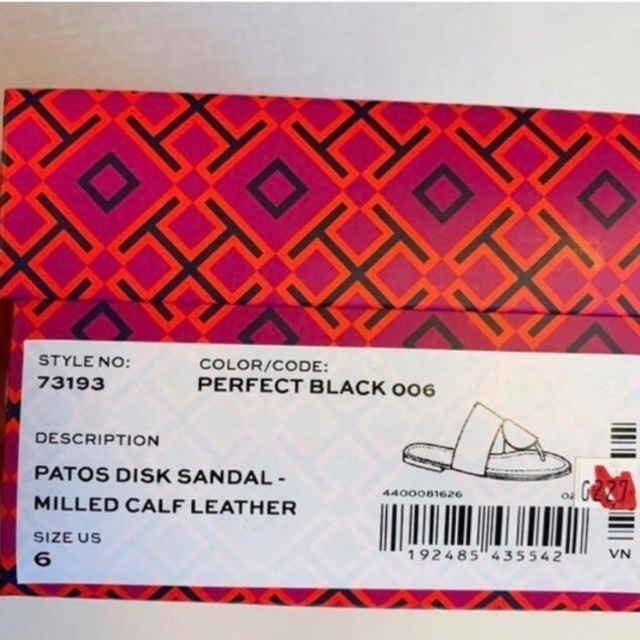 STYLE NO: COLOR/CODE:
73193 PERFECT BLACK 006
DESCRIPTION
PATOS DISK SANDAL -
MILLED CALF LEATHER
SIZE US
6
4400081626
192485 435542
VN